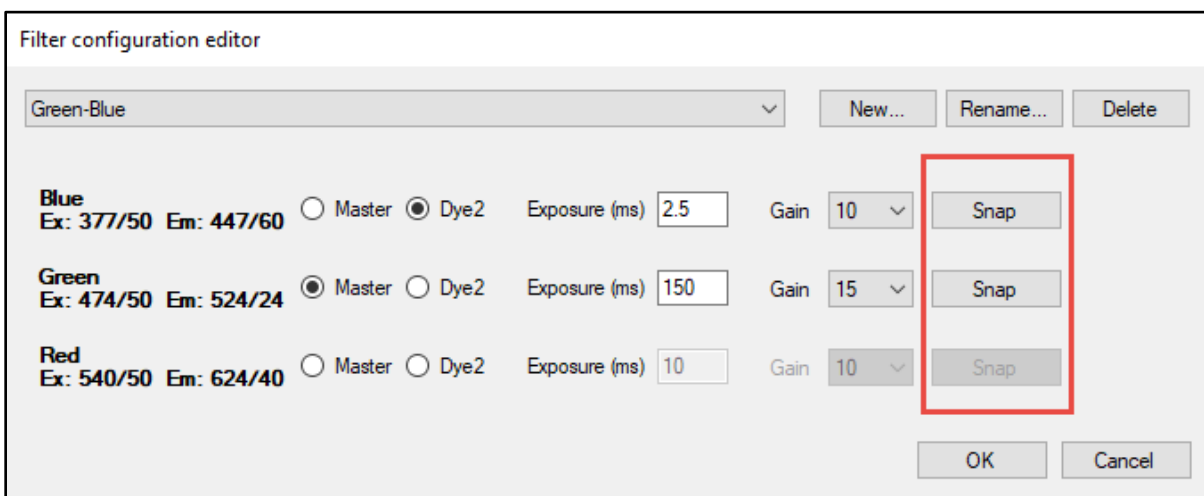 Filter configuration editor
Green-Blue New... Rename... Delete
Blue
Ex: 377/50 Em: 447/60 Master Dye2 Exposure (ms) 2.5 Gain 10 Snap
Green
Ex: 474/50 Em: 524/24 Master Dye2 Exposure (ms) 150 Gain 15 Snap
Red
Ex: 540/50 Em: 624/40 Master Dye2 Exposure (ms) 10 Gain 10 Snap
OK Cancel